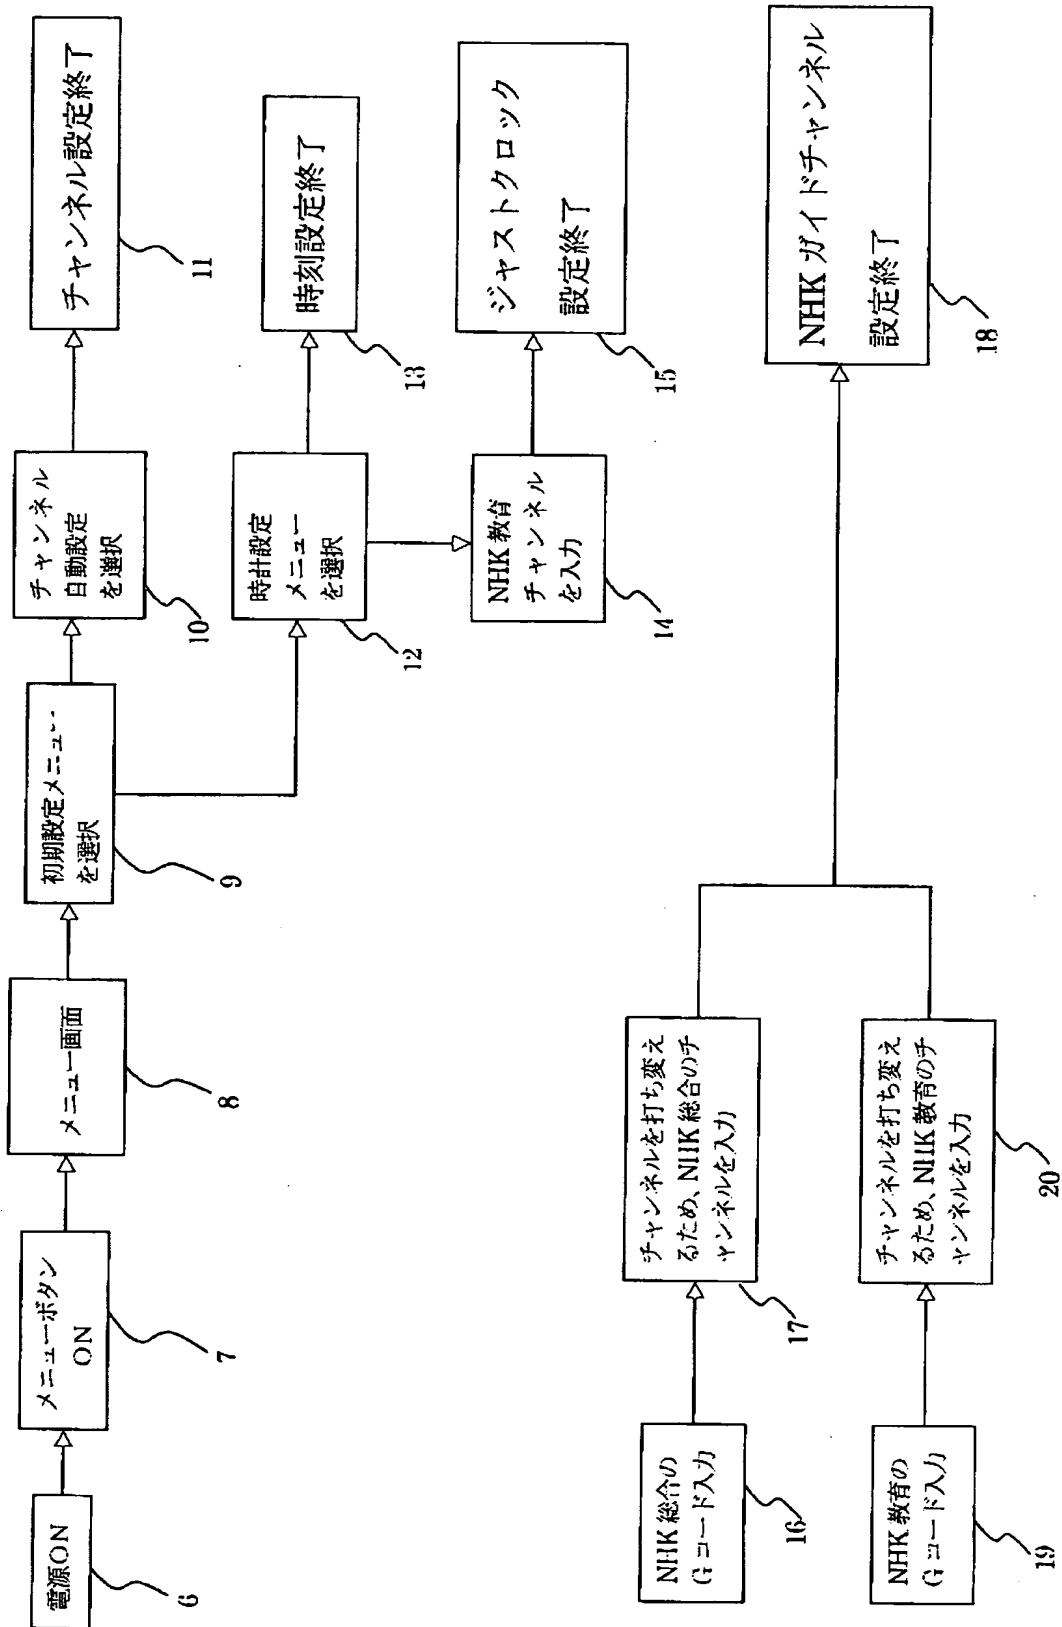 電源ON
6
メニューボタン
ON
7
メニュー画面
8
初期設定メニュー
を選択
9
チャンネル
自動設定
を選択
10
チャンネル設定終了
11
時計設定
メニュー
を選択
12
時刻設定終了
13
NHK教育
チャンネル
を入力
14
ジャストクロック
設定終了
15
NHK総合の
Gコード入力
16
チャンネルを打ち変え
るため、NHK総合のチ
ャンネルを入力
17
NHKガイドチャンネル
設定終了
18
NHK教育の
Gコード入力
19
チャンネルを打ち変え
るため、NHK教育のチ
ャンネルを入力
20